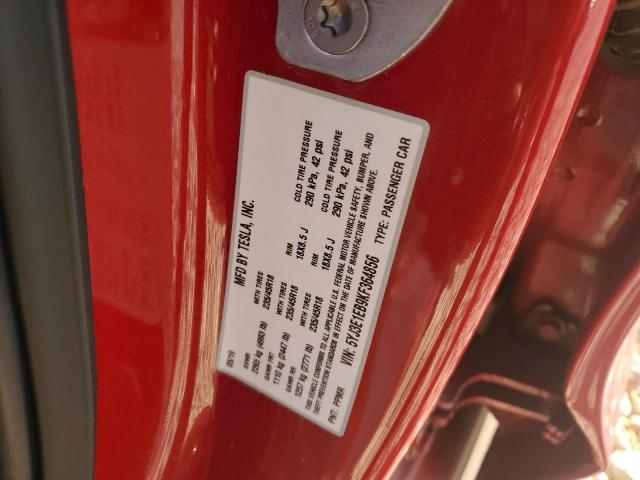 MFD BY TESLA, INC.
05/19
GVWR
2265 kg (4993 lb)
GAWR FRT WITH TIRES RIM COLD TIRE PRESSURE
1110 kg (2447 lb) 235/45R18 18X8.5 J 290 kPa, 42 psi
GAWR RR WITH TIRES RIM COLD TIRE PRESSURE
1257 kg (2771 lb) 235/45R18 18X8.5 J 290 kPa, 42 psi
THIS VEHICLE CONFORMS TO ALL APPLICABLE U.S. FEDERAL MOTOR VEHICLE SAFETY, BUMPER, AND
THEFT PREVENTION STANDARDS IN EFFECT ON THE DATE OF MANUFACTURE SHOWN ABOVE.
VIN: 5YJ3E1EB9KF364856 TYPE: PASSENGER CAR
PNT: PPMR